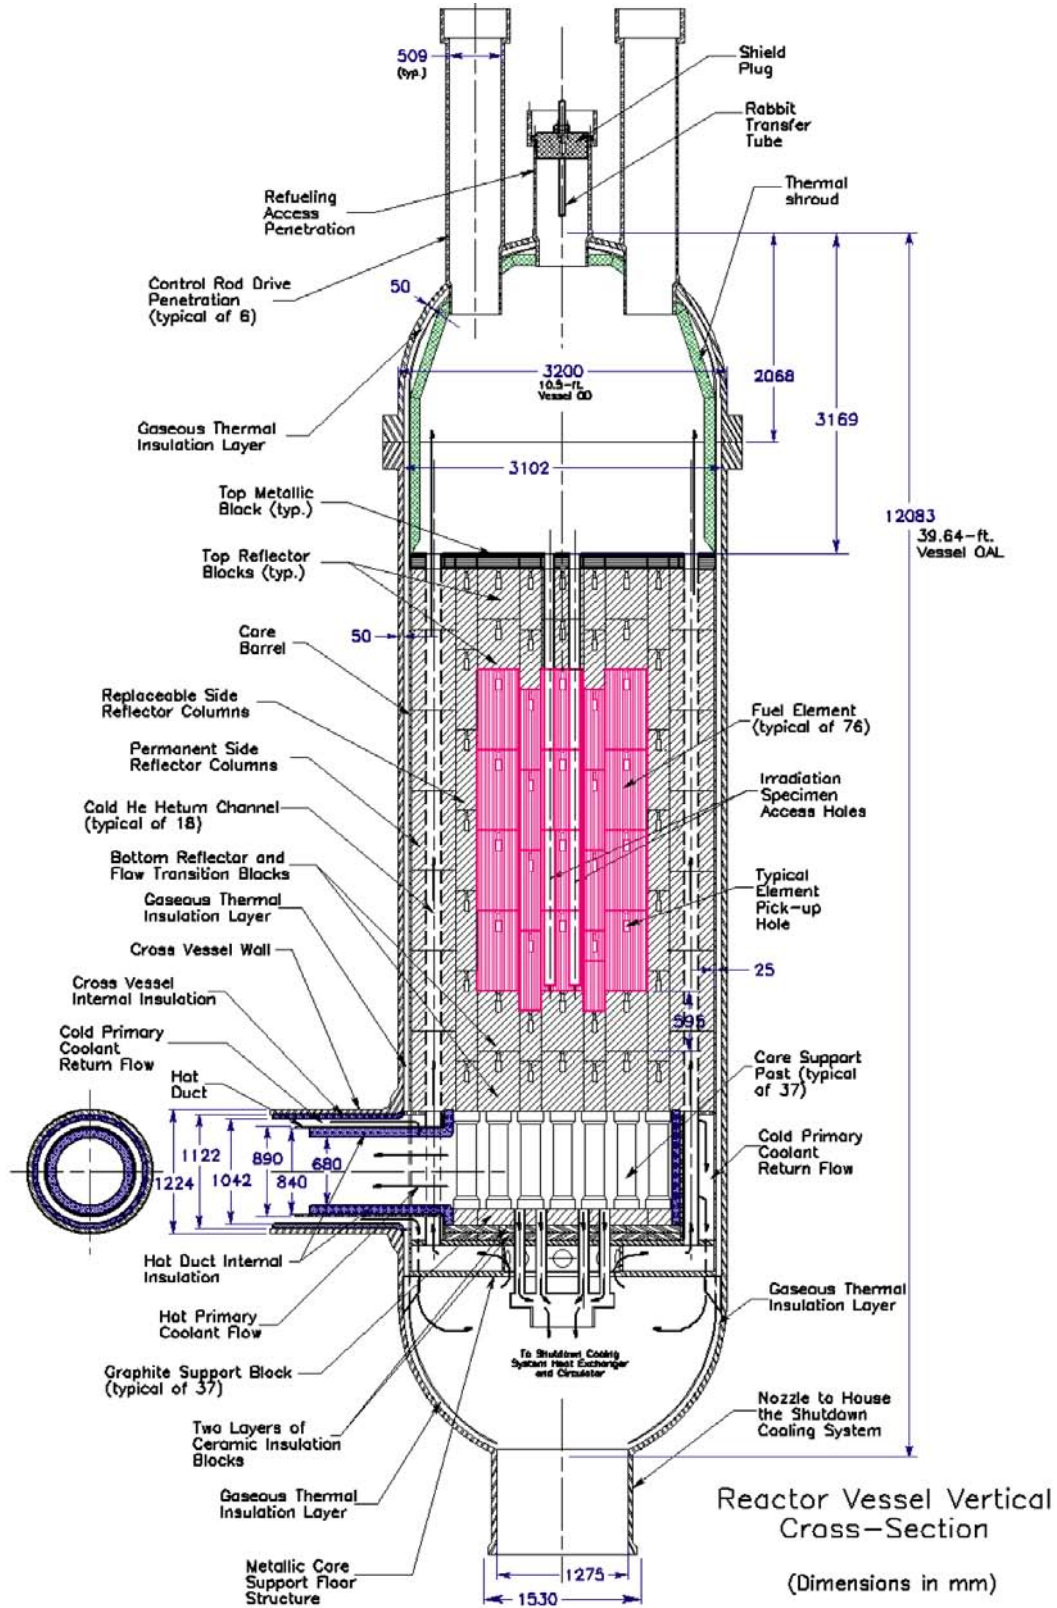 509
(typ.)
Shield
Plug
Rabbit
Transfer
Tube
Refueling
Access
Penetration
Thermal
shroud
Control Rod Drive
Penetration
(typical of 6)
50
3200
10.5-ft.
Vessel OD
2068
3169
Gaseous Thermal
Insulation Layer
3102
Top Metallic
Block (typ.)
12083
39.64-ft.
Vessel OAL
Top Reflector
Blocks (typ.)
50
Core
Barrel
Replaceable Side
Reflector Columns
Fuel Element
(typical of 76)
Permanent Side
Reflector Columns
Irradiation
Specimen
Access Holes
Cold He Return Channel
(typical of 18)
Bottom Reflector and
Flow Transition Blocks
Typical
Element
Pick-up
Hole
Gaseous Thermal
Insulation Layer
Cross Vessel Wall
25
Cross Vessel
Internal Insulation
595
Cold Primary
Coolant
Return Flow
Core Support
Post (typical
of 37)
Hot
Duct
Cold Primary
Coolant
Return Flow
1224
1122
1042
890
840
680
Hot Duct Internal
Insulation
Gaseous Thermal
Insulation Layer
Hot Primary
Coolant Flow
To Shutdown Cooling
System Heat Exchanger
and Circulator
Graphite Support Block
(typical of 37)
Nozzle to House
the Shutdown
Cooling System
Two Layers of
Ceramic Insulation
Blocks
Gaseous Thermal
Insulation Layer
Reactor Vessel Vertical
Cross-Section
Metallic Core
Support Floor
Structure
1275
1530
(Dimensions in mm)